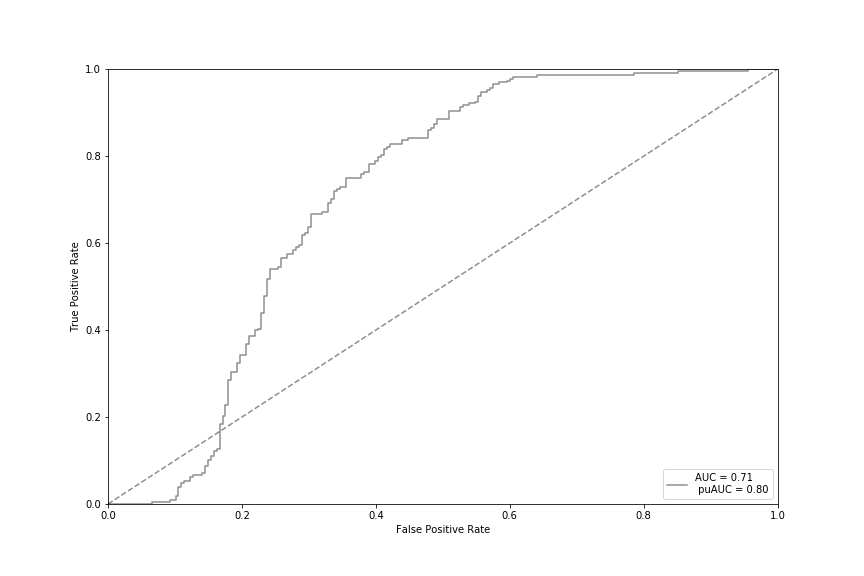 1.0
0.8
0.6
0.4
0.2
0.0
True Positive Rate
AUC = 0.71
puAUC = 0.80
0.0 0.2 0.4 0.6 0.8 1.0
False Positive Rate